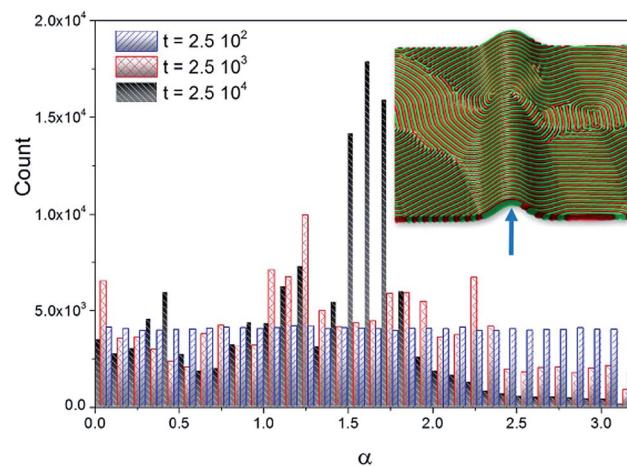 2.0x10⁴
1.5x10⁴
1.0x10⁴
5.0x10³
0.0
Count
t = 2.5 10²
t = 2.5 10³
t = 2.5 10⁴
0.0 0.5 1.0 1.5 2.0 2.5 3.0
α